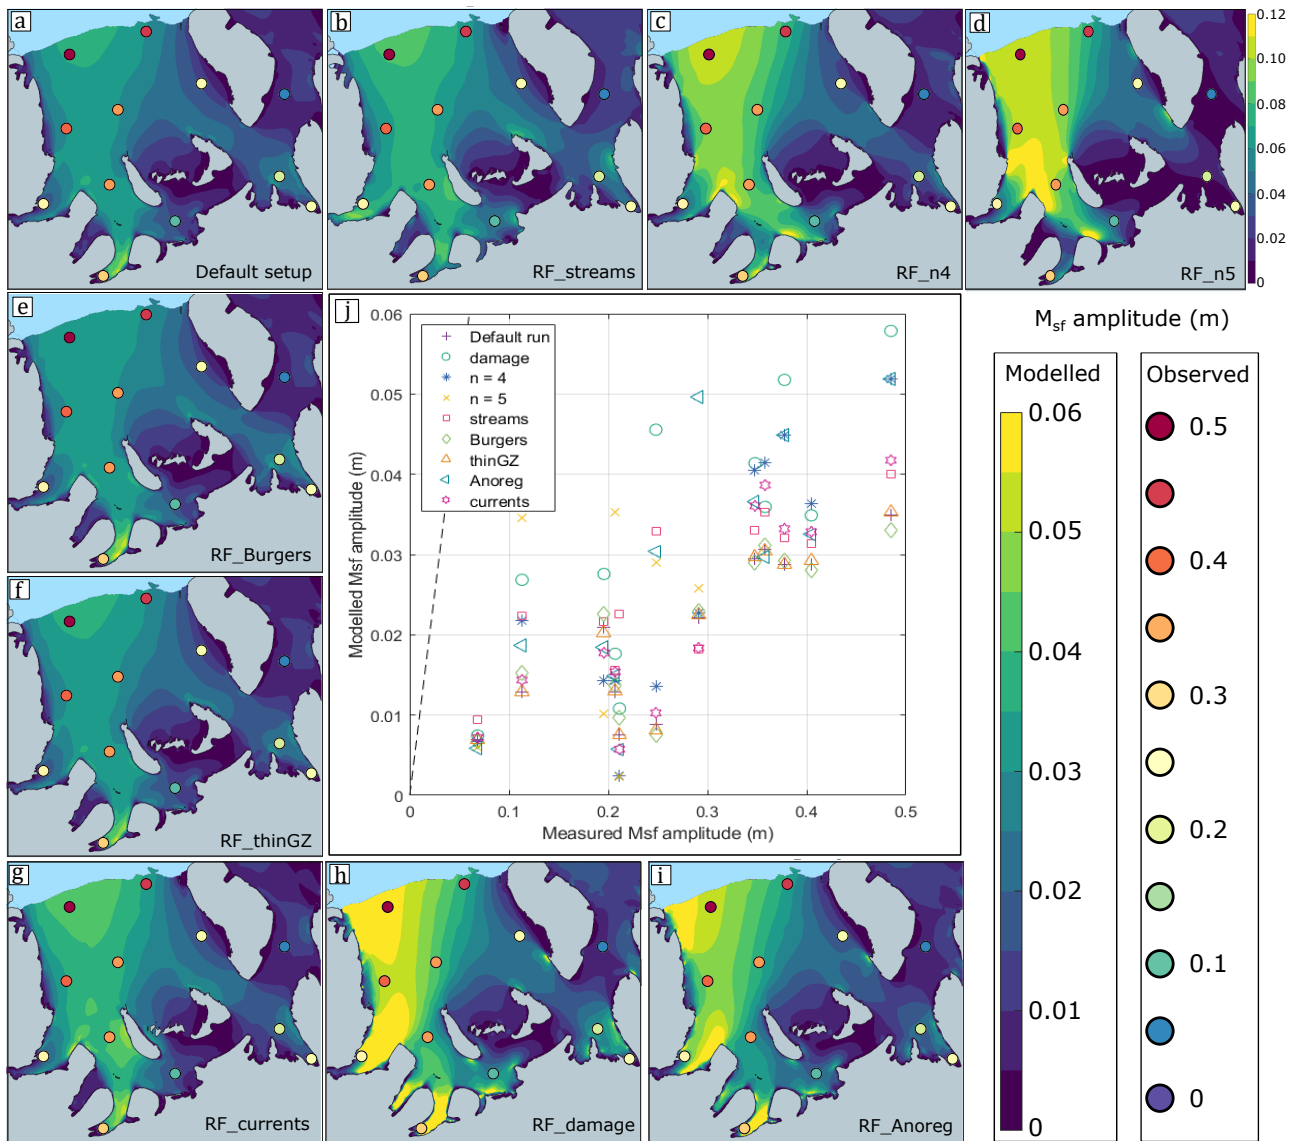 a
Default setup
b
RF_streams
c
RF_n4
d
RF_n5
0.12
0.10
0.08
0.06
0.04
0.02
0
e
RF_Burgers
f
RF_thinGZ
j
0.06
0.05
0.04
0.03
0.02
0.01
0
0
0.1
0.2
0.3
0.4
0.5
Modelled Msf amplitude (m)
Measured Msf amplitude (m)
Default run
damage
n = 4
n = 5
streams
Burgers
thinGZ
Anoreg
currents
Msf amplitude (m)
Modelled
0.06
0.05
0.04
0.03
0.02
0.01
0
Observed
0.5
0.4
0.3
0.2
0.1
0
g
RF_currents
h
RF_damage
i
RF_Anoreg